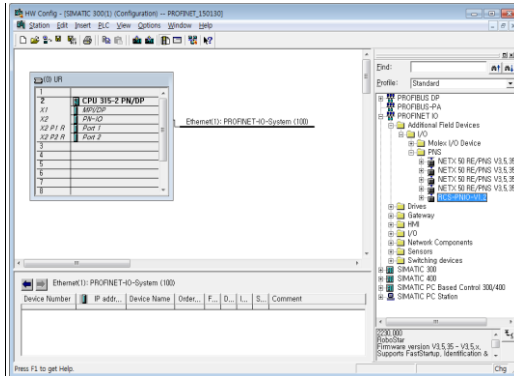 HW Config - [SIMATIC 300(1) (Configuration) -- PROFINET_150130]
Station Edit Insert PLC View Options Window Help
(0) UR
1
2 CPU 315-2 PN/DP
X1 MPI/DP
X2 PN-IO
X2 P1 R Port 1
X2 P2 R Port 2
3
4
5
6
7
8
Ethernet(1): PROFINET-IO-System (100)
Ethernet(1): PROFINET-IO-System (100)
Device Number IP addr... Device Name Order... F... D... I... S... Comment
Find:
Profile: Standard
PROFIBUS DP
PROFIBUS-PA
PROFINET IO
Additional Field Devices
I/O
Molex I/O Device
PNS
NETX 50 RE/PNS V3.5,35
NETX 50 RE/PNS V3.5,35
NETX 50 RE/PNS V3.5,35
RCS-PNIO-V1.2
Drives
Gateway
HMI
I/O
Network Components
Sensors
Switching devices
SIMATIC 300
SIMATIC 400
SIMATIC PC Based Control 300/400
SIMATIC PC Station
2230.000
RoboStar
Firmware version V3,5,35 - V3,5,x,
Supports FastStartup, Identification &
Press F1 to get Help.
Chg